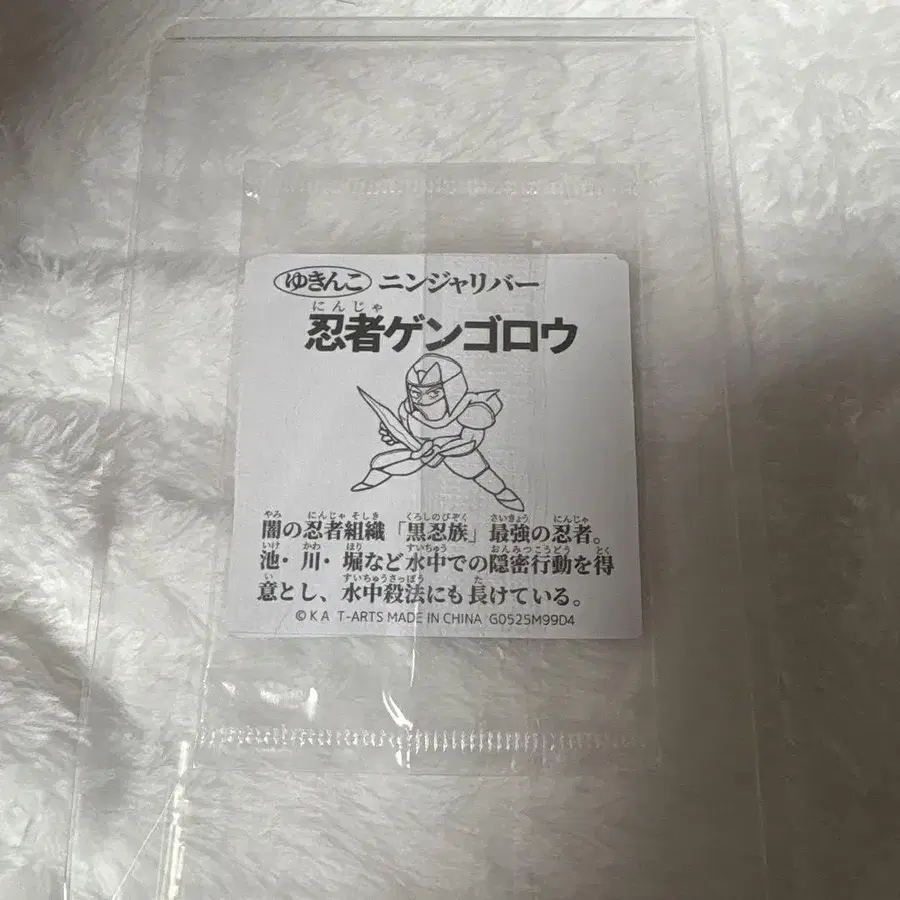 ゆきんこ ニンジャリバー
にんじゃ
忍者ゲンゴロウ
やみ にんじゃ そしき くろしのびぞく さいきょう にんじゃ
闇の忍者組織「黒忍族」最強の忍者。
いけ かわ ほり すいちゅう おんみつこうどう とく
池・川・堀など水中での隠密行動を得
い すいちゅうさっぽう た
意とし、水中殺法にも長けている。
©KA T-ARTS MADE IN CHINA G0525M99D4